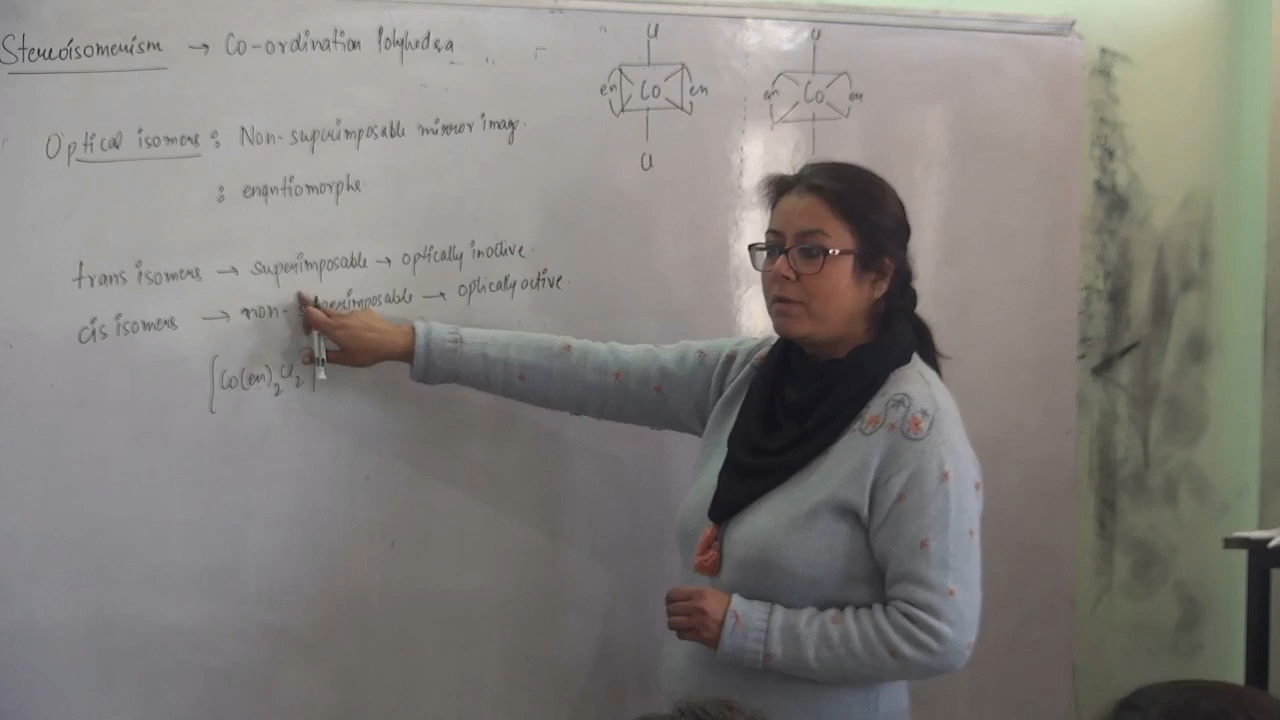 Stereoisomerism → Co-ordination Polyhedra
Optical isomers : Non-superimposable mirror imag.
: enantiomorphs
trans isomers → superimposable → optically inactive.
cis isomers → non-superimposable → optically active.
[Co(en)2Cl2]
Cl
en Co en
Cl
Cl
en Co en